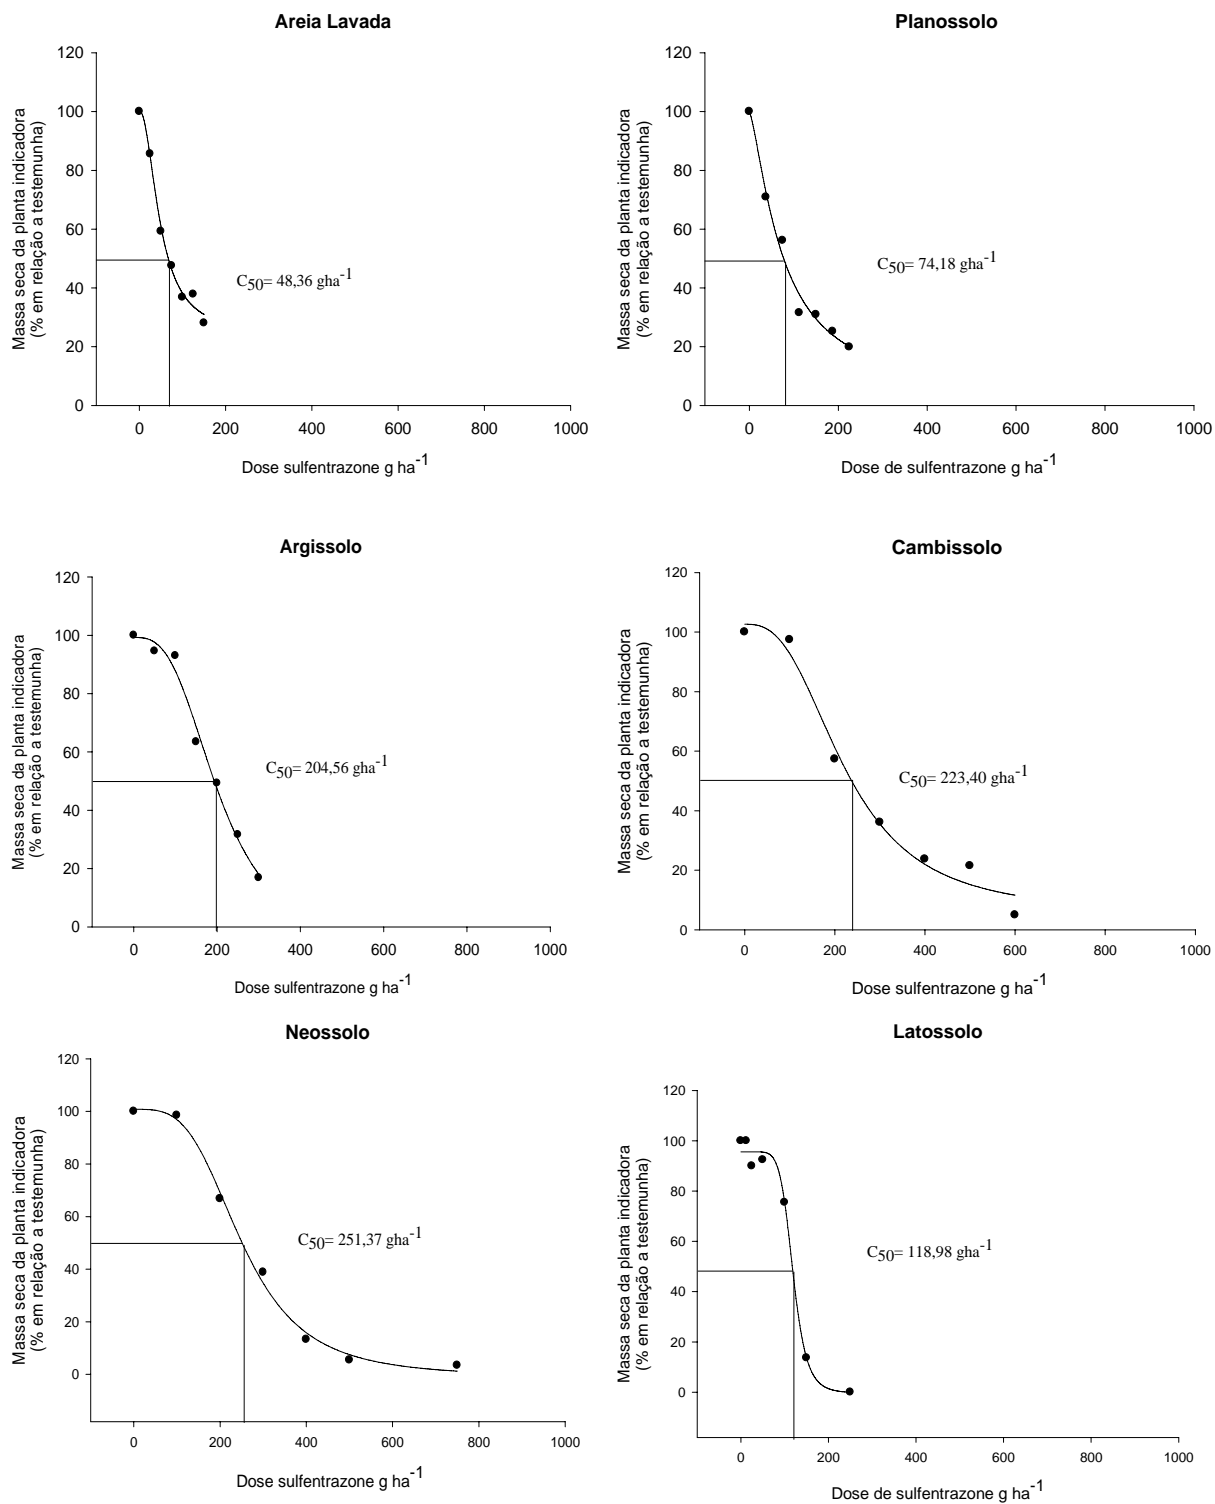 Areia Lavada
120
100
80
60
40
20
0
Massa seca da planta indicadora
(% em relação a testemunha)
C50= 48,36 gha-1
0 200 400 600 800 1000
Dose sulfentrazone g ha-1
Planossolo
120
100
80
60
40
20
0
Massa seca da planta indicadora
(% em relação a testemunha)
C50= 74,18 gha-1
0 200 400 600 800 1000
Dose de sulfentrazone g ha-1
Argissolo
120
100
80
60
40
20
0
Massa seca da planta indicadora
(% em relação a testemunha)
C50= 204,56 gha-1
0 200 400 600 800 1000
Dose sulfentrazone g ha-1
Cambissolo
120
100
80
60
40
20
0
Massa seca da planta indicadora
(% em relação a testemunha)
C50= 223,40 gha-1
0 200 400 600 800 1000
Dose sulfentrazone g ha-1
Neossolo
120
100
80
60
40
20
0
Massa seca da planta indicadora
(% em relação a testemunha)
C50= 251,37 gha-1
0 200 400 600 800 1000
Dose sulfentrazone g ha-1
Latossolo
120
100
80
60
40
20
0
Massa seca da planta indicadora
(% em relação a testemunha)
C50= 118,98 gha-1
0 200 400 600 800 1000
Dose de sulfentrazone g ha-1